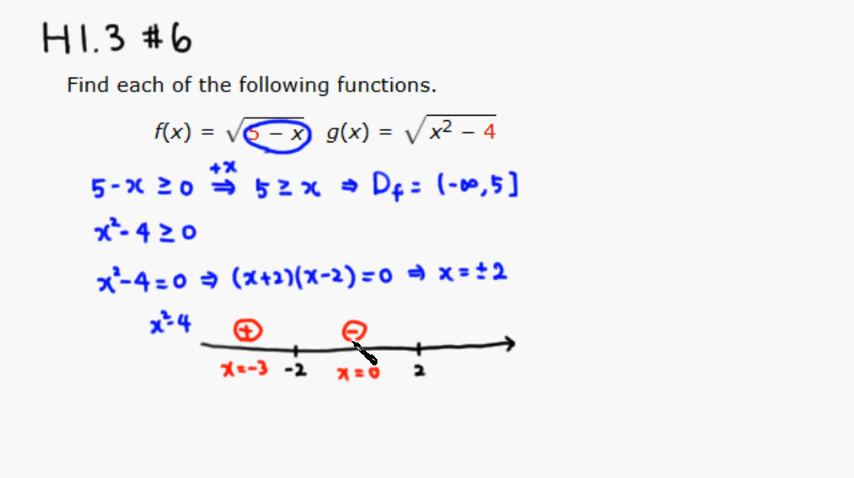 H1.3 #6
Find each of the following functions.
f(x) = √(5 − x) g(x) = √(x² − 4)
5-x ≥ 0 +x ⇒ 5 ≥ x ⇒ D_f = (-∞, 5]
x² - 4 ≥ 0
x² - 4 = 0 ⇒ (x+2)(x-2) = 0 ⇒ x = ±2
x² - 4 + −
x=-3 -2 x=0 2